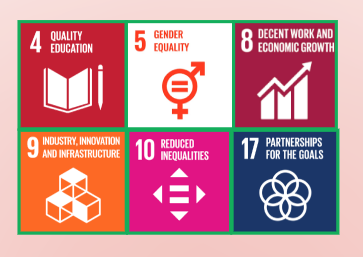 4 QUALITY
EDUCATION
5 GENDER
EQUALITY
8 DECENT WORK AND
ECONOMIC GROWTH
9 INDUSTRY, INNOVATION
AND INFRASTRUCTURE
10 REDUCED
INEQUALITIES
17 PARTNERSHIPS
FOR THE GOALS